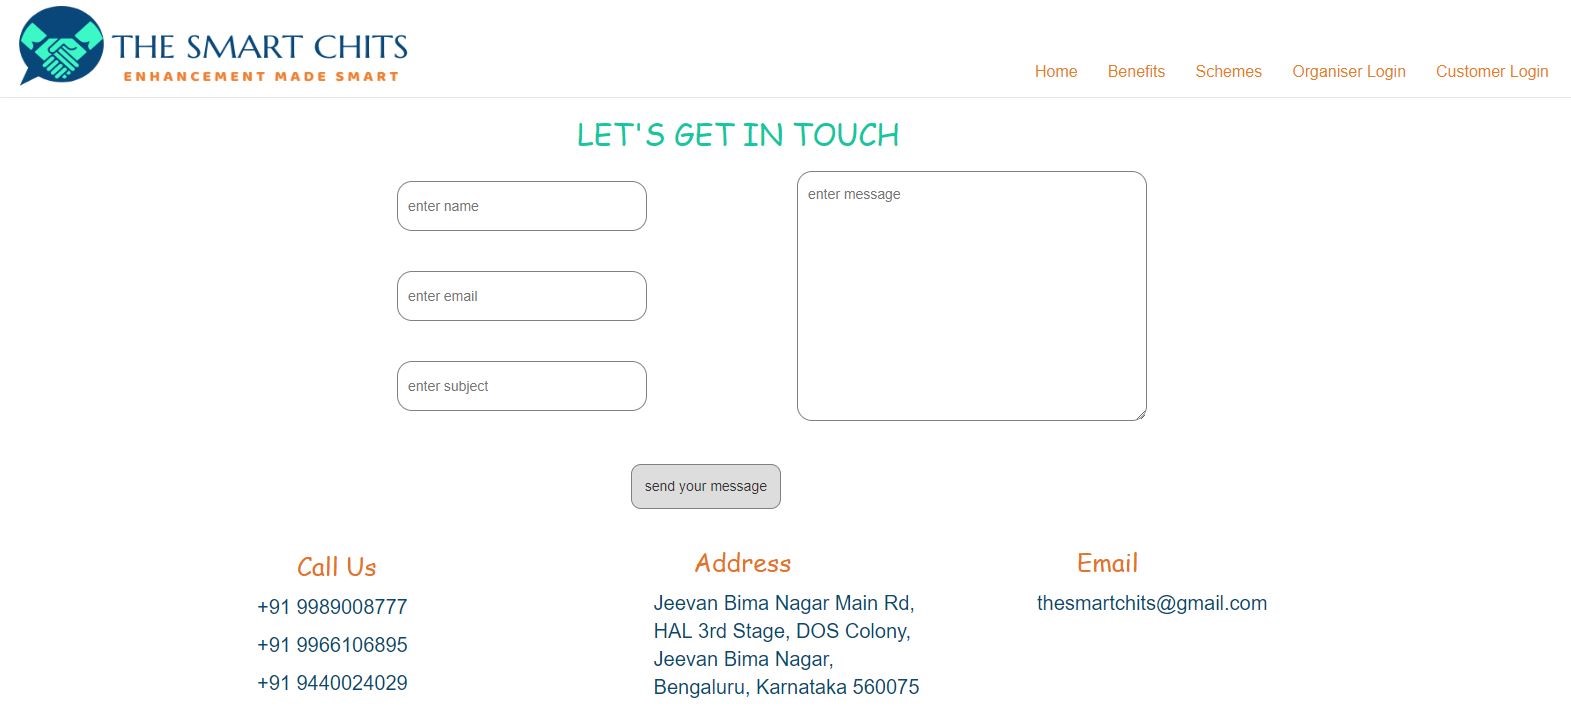 THE SMART CHITS
ENHANCEMENT MADE SMART
Home Benefits Schemes Organiser Login Customer Login
LET'S GET IN TOUCH
enter name
enter email
enter subject
enter message
send your message
Call Us
+91 9989008777
+91 9966106895
+91 9440024029
Address
Jeevan Bima Nagar Main Rd,
HAL 3rd Stage, DOS Colony,
Jeevan Bima Nagar,
Bengaluru, Karnataka 560075
Email
thesmartchits@gmail.com